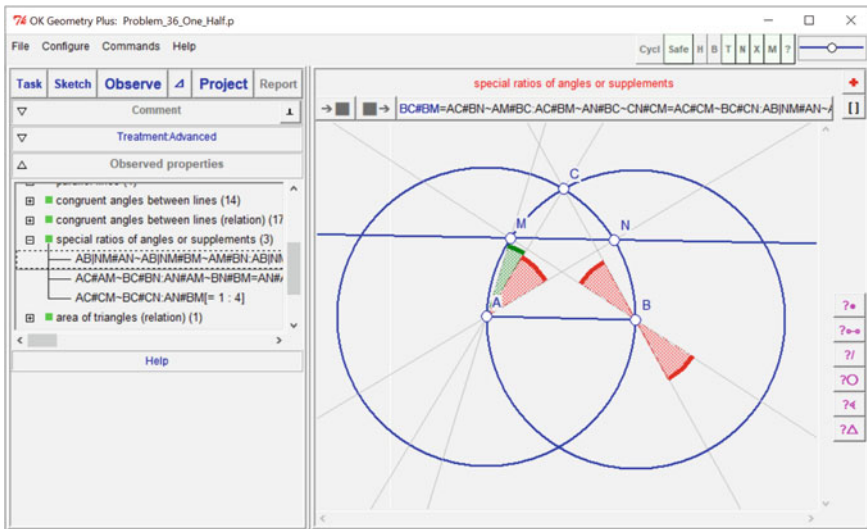 OK Geometry Plus: Problem_36_One_Half.p
File Configure Commands Help
Cycl Safe H B T N X M ?
Task Sketch Observe Project Report
Comment
Treatment:Advanced
Observed properties
congruent angles between lines (14)
congruent angles between lines (relation) (17
special ratios of angles or supplements (3)
AB|NM#AN~AB|NM#BM~AM#BN:AB|NM
AC#AM~BC#BN:AN#AM~BN#BM=AN#A
AC#CM~BC#CN:AN#BM[= 1 : 4]
area of triangles (relation) (1)
Help
special ratios of angles or supplements
[ ]
BC#BM=AC#BN~AM#BC:AC#BM~AN#BC~CN#CM=AC#CM~BC#CN:AB|NM#AN~A
C
M
N
A
B
?•
?/
?O
?∢
?△